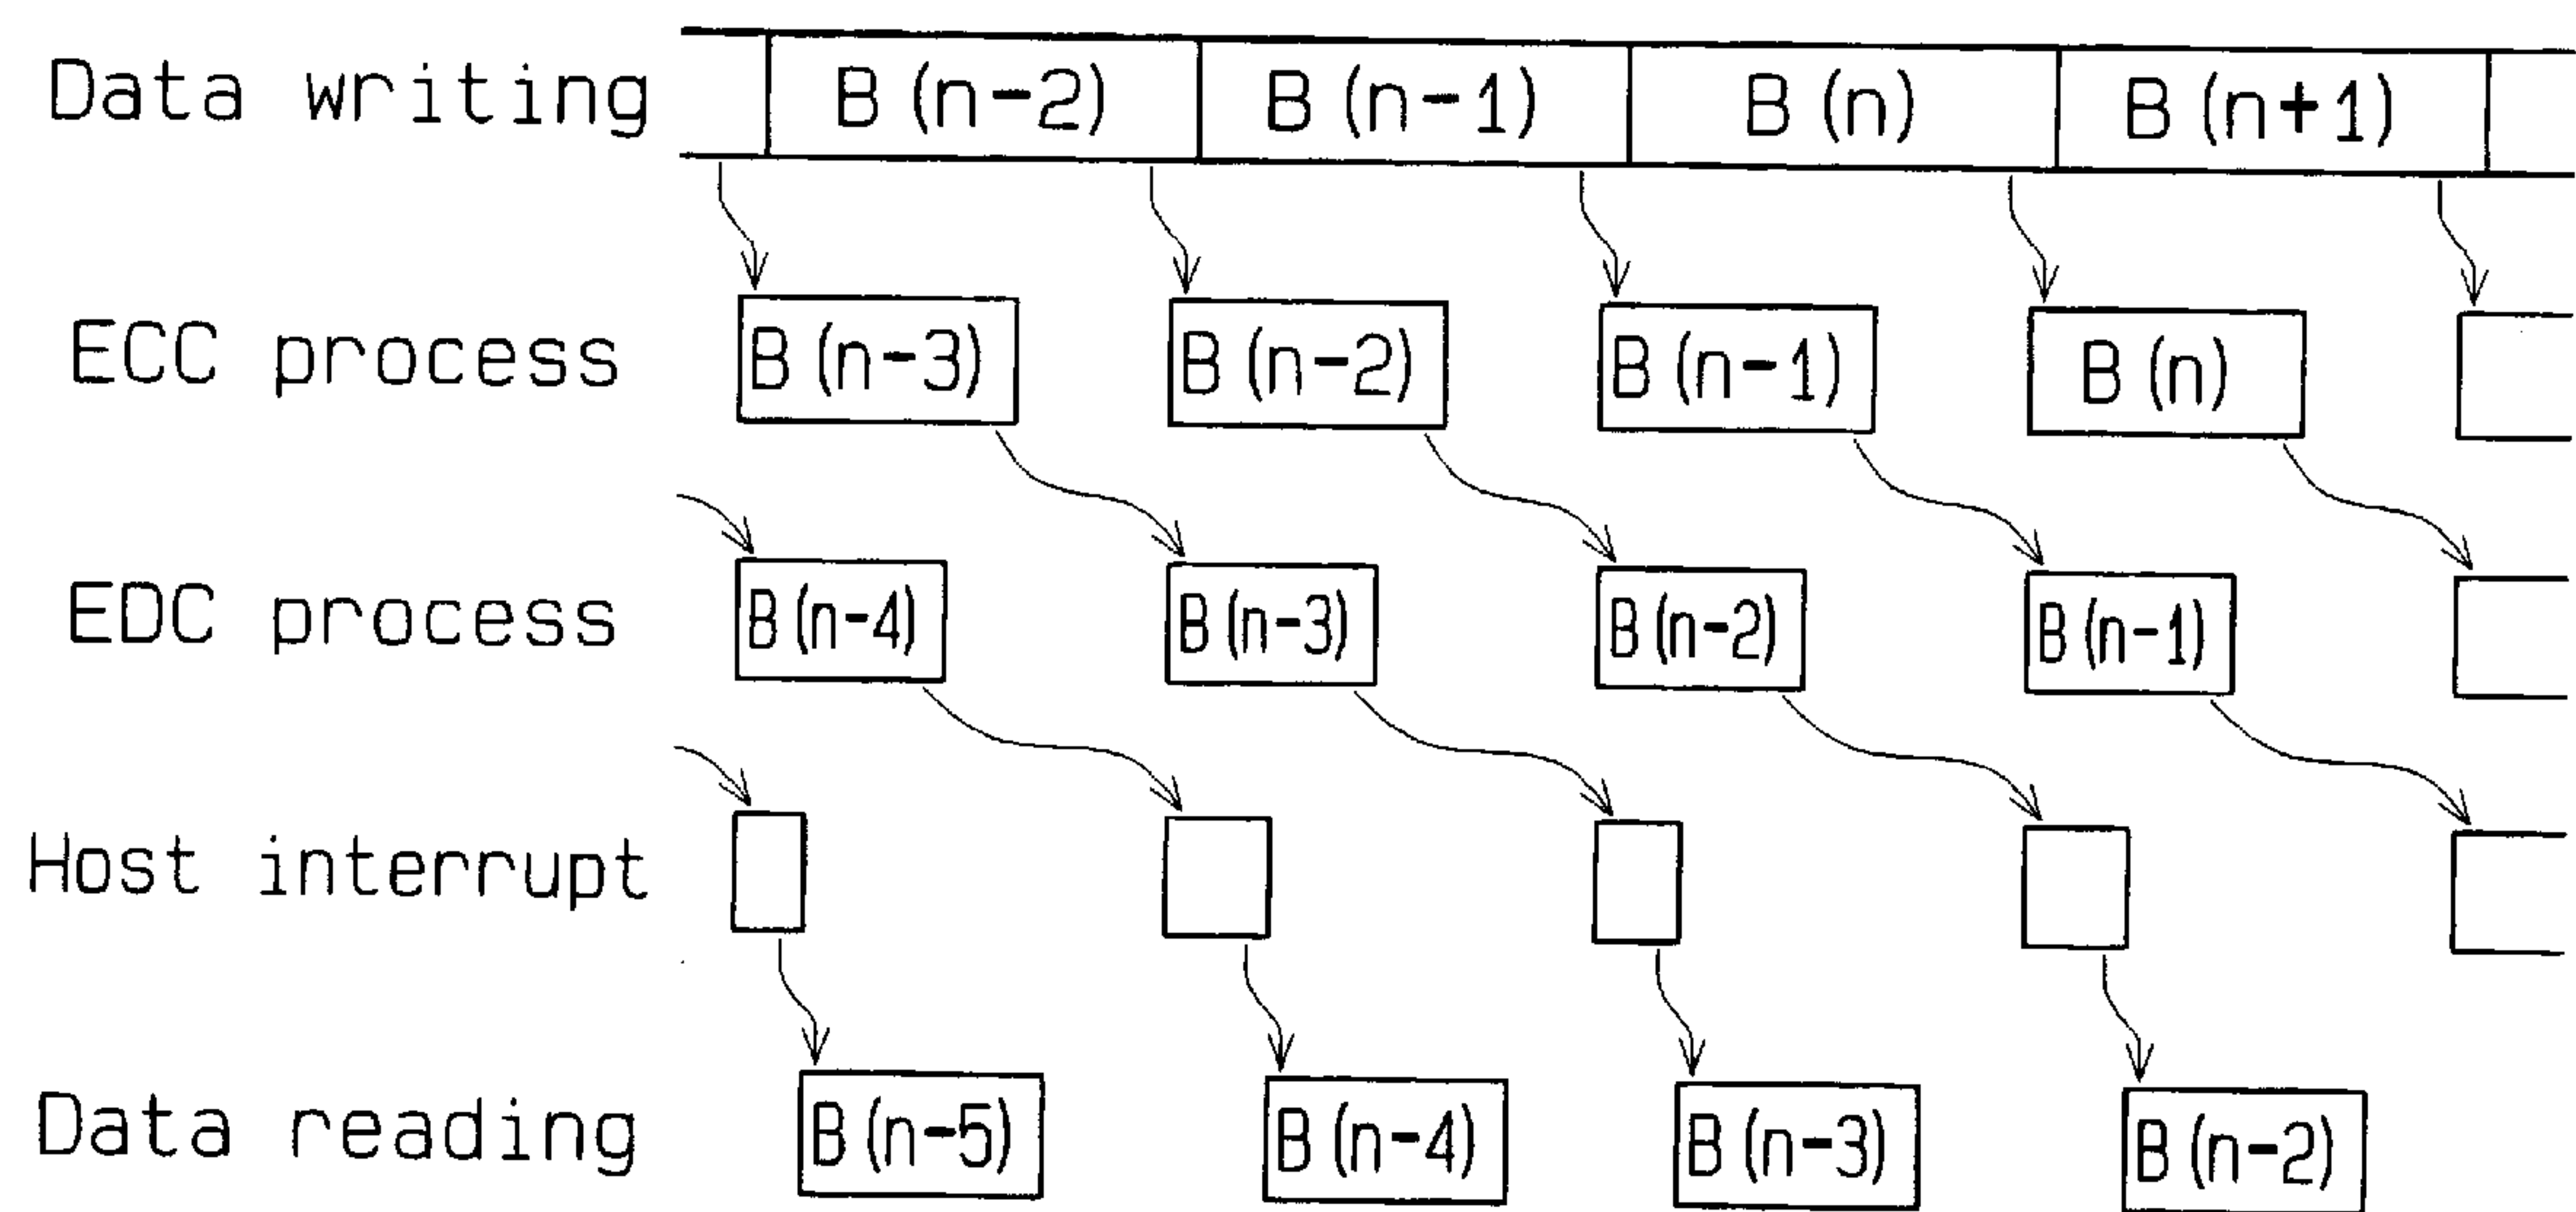 Data writing B(n-2) B(n-1) B(n) B(n+1)
ECC process B(n-3) B(n-2) B(n-1) B(n)
EDC process B(n-4) B(n-3) B(n-2) B(n-1)
Host interrupt
Data reading B(n-5) B(n-4) B(n-3) B(n-2)